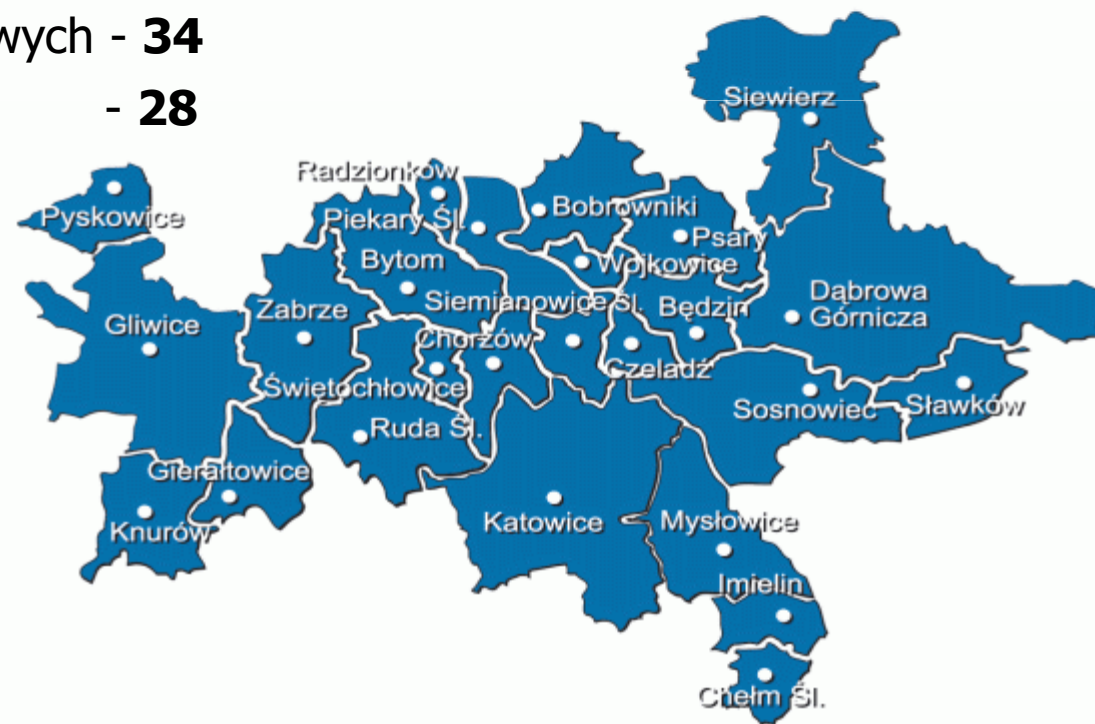 wych - 34
- 28
Siewierz
Radzionków
Pyskowice
Piekary Śl.
Bobrowniki
Psary
Bytom
Wojkowice
Siemianowice Śl.
Będzin
Dąbrowa
Górnicza
Zabrze
Gliwice
Chorzów
Czeladź
Świętochłowice
Sosnowiec
Sławków
Ruda Śl.
Gierałtowice
Katowice
Mysłowice
Knurów
Imielin
Chełm Śl.